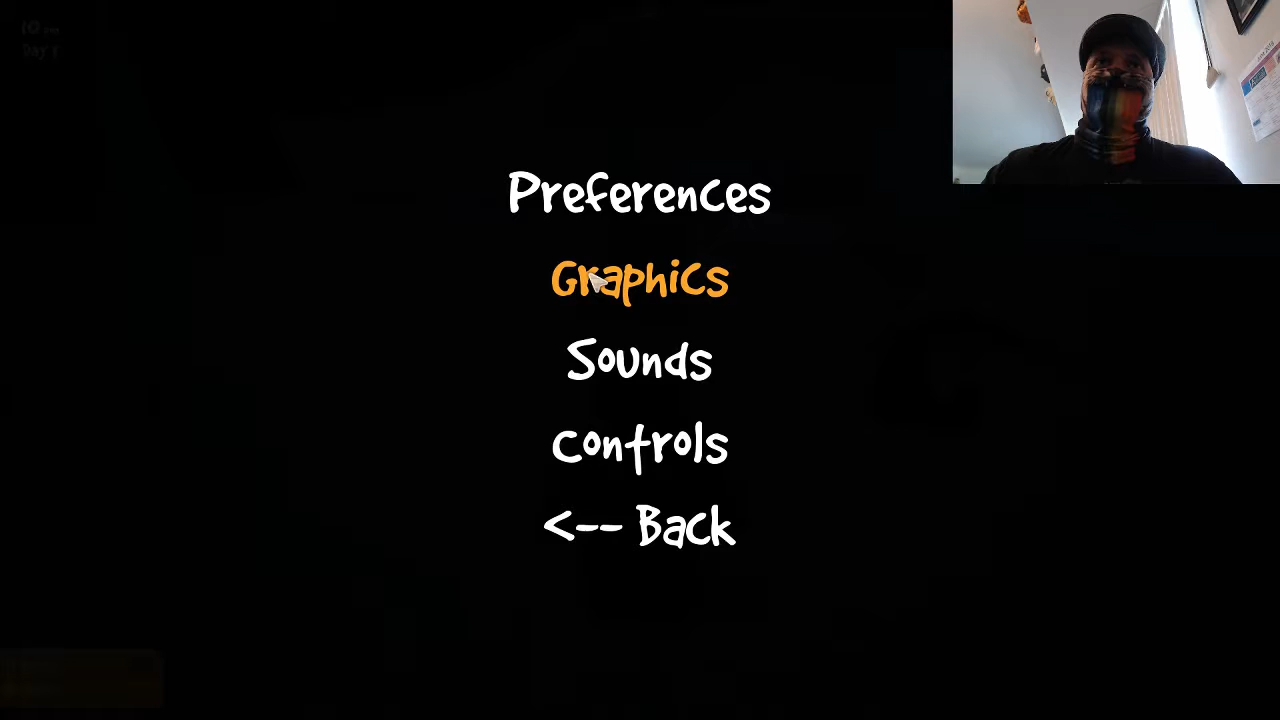 Preferences
Graphics
Sounds
Controls
<-- Back